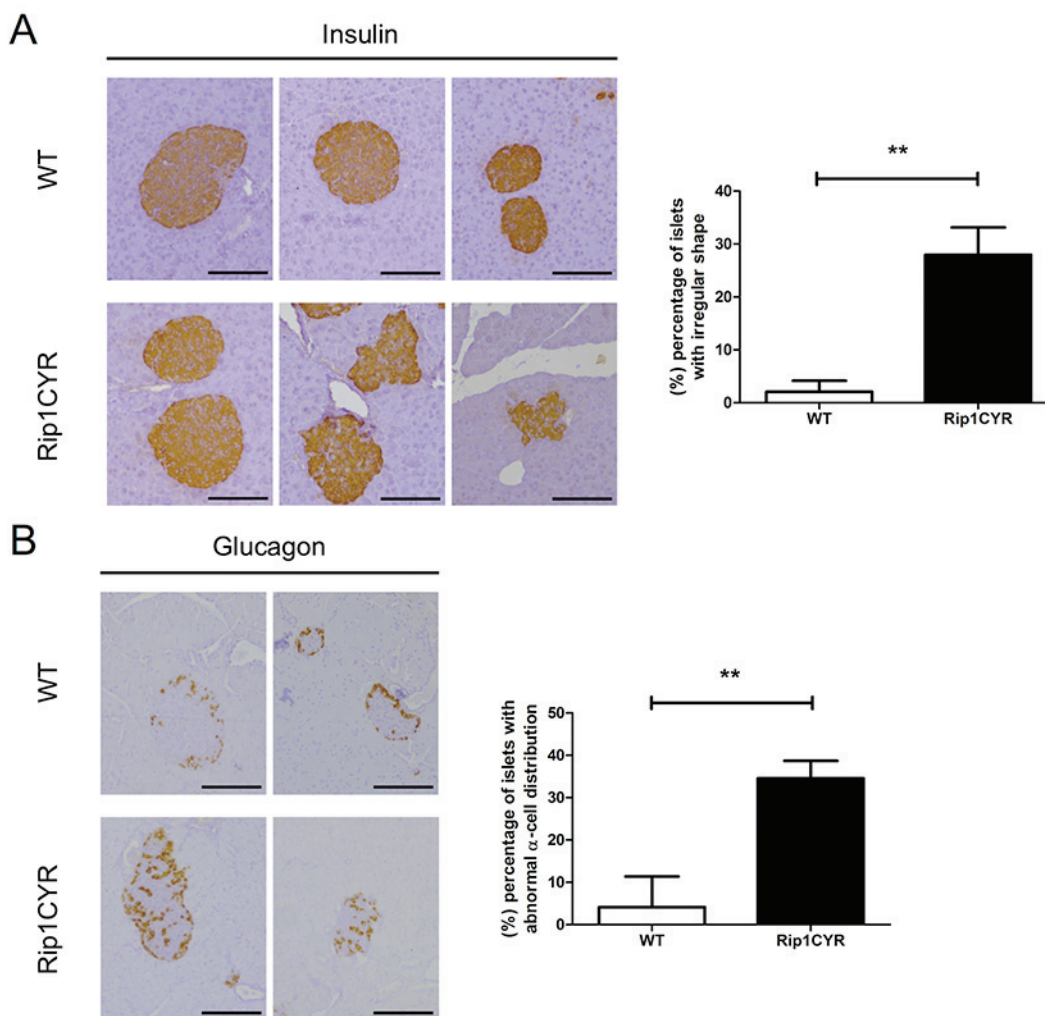 A
Insulin
WT
Rip1CYR
(%) percentage of islets
with irregular shape
**
40
30
20
10
0
WT
Rip1CYR
B
Glucagon
WT
Rip1CYR
(%) percentage of islets with
abnormal α-cell distribution
**
50
40
30
20
10
0
WT
Rip1CYR